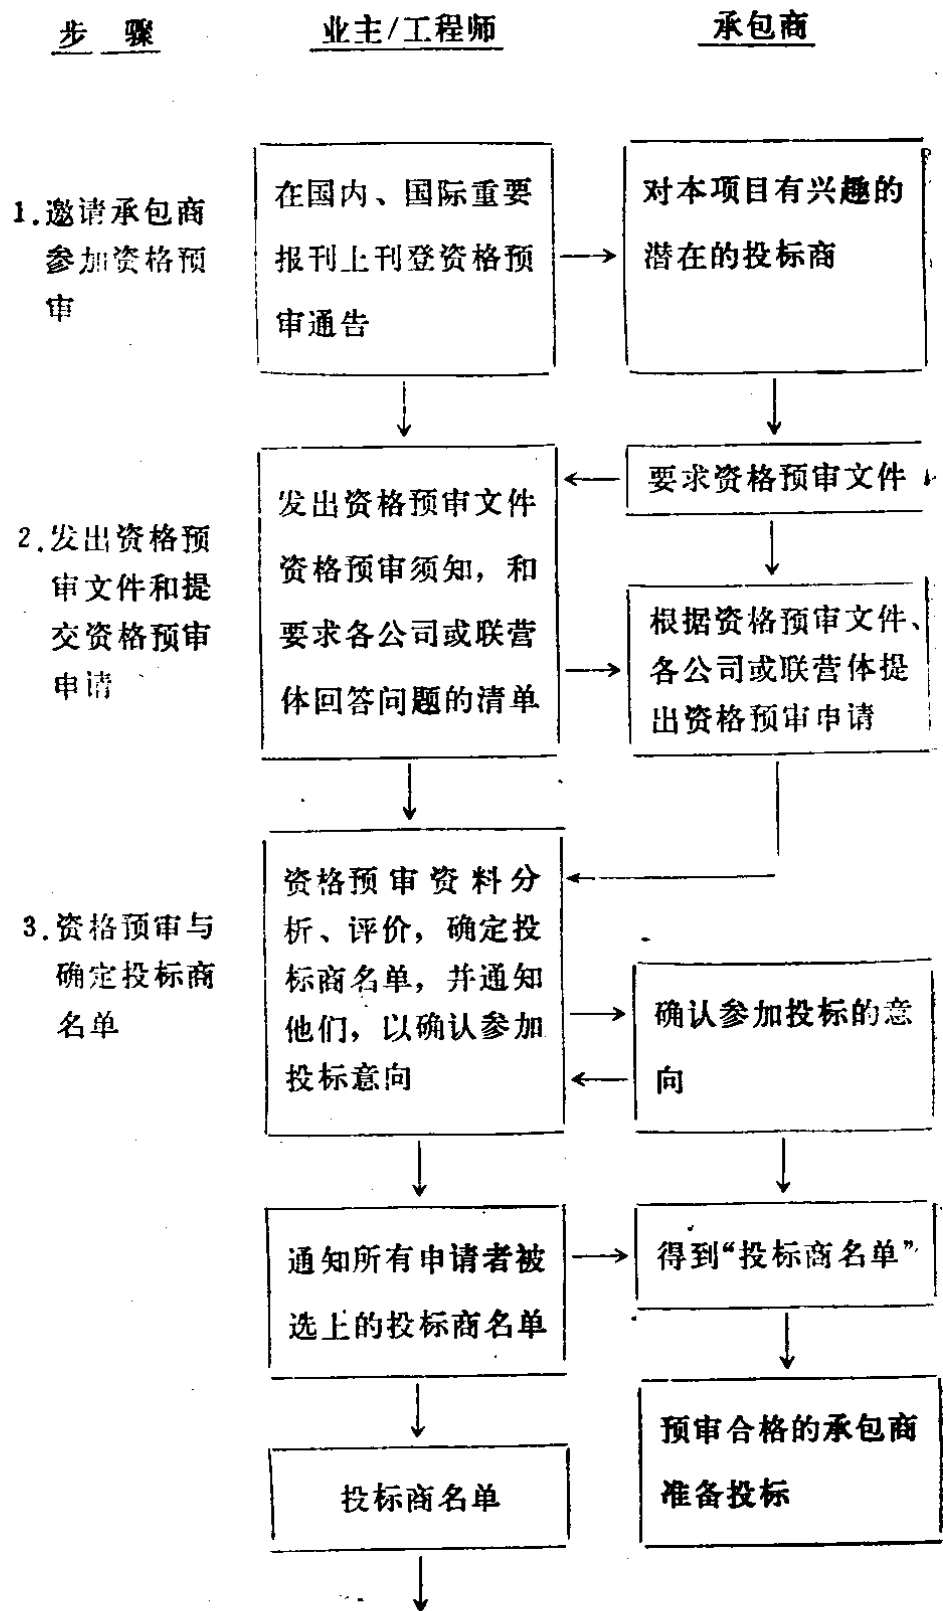 步 骤
业主/工程师
承包商
1.邀请承包商
参加资格预
审
在国内、国际重要
报刊上刊登资格预
审通告
对本项目有兴趣的
潜在的投标商
2.发出资格预
审文件和提
交资格预审
申请
发出资格预审文件
资格预审须知，和
要求各公司或联营
体回答问题的清单
要求资格预审文件
根据资格预审文件、
各公司或联营体提
出资格预审申请
3.资格预审与
确定投标商
名单
资格预审资料分
析、评价，确定投
标商名单，并通知
他们，以确认参加
投标意向
确认参加投标的意
向
通知所有申请者被
选上的投标商名单
得到“投标商名单”
投标商名单
预审合格的承包商
准备投标